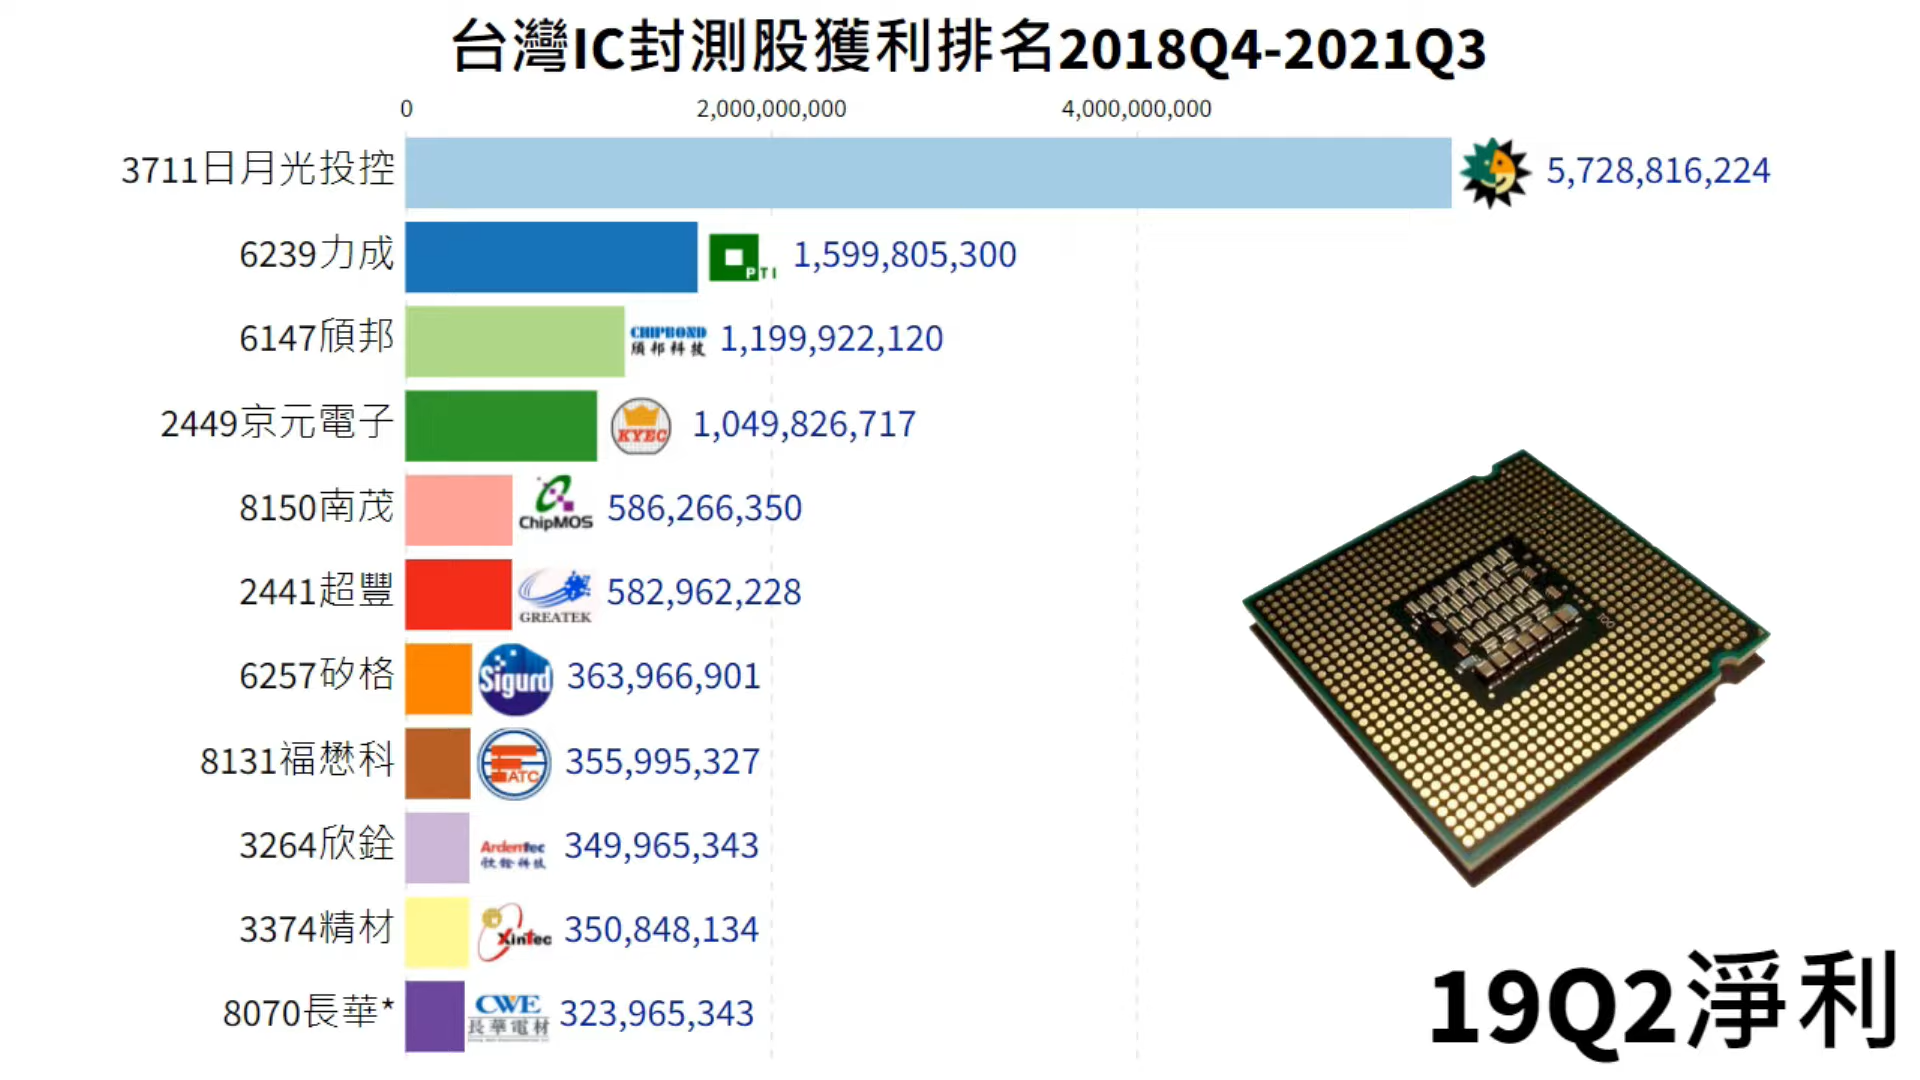 台灣IC封測股獲利排名2018Q4-2021Q3
0 2,000,000,000 4,000,000,000
3711日月光投控 5,728,816,224
6239力成 PTI 1,599,805,300
6147頎邦 CHIPBOND 頎邦科技 1,199,922,120
2449京元電子 KYEC 1,049,826,717
8150南茂 ChipMOS 586,266,350
2441超豐 GREATEK 582,962,228
6257矽格 Sigurd 363,966,901
8131福懋科 FATC 355,995,327
3264欣銓 Ardentec 欣銓科技 349,965,343
3374精材 XinTec 350,848,134
8070長華* CWE 長華電材 323,965,343
19Q2淨利